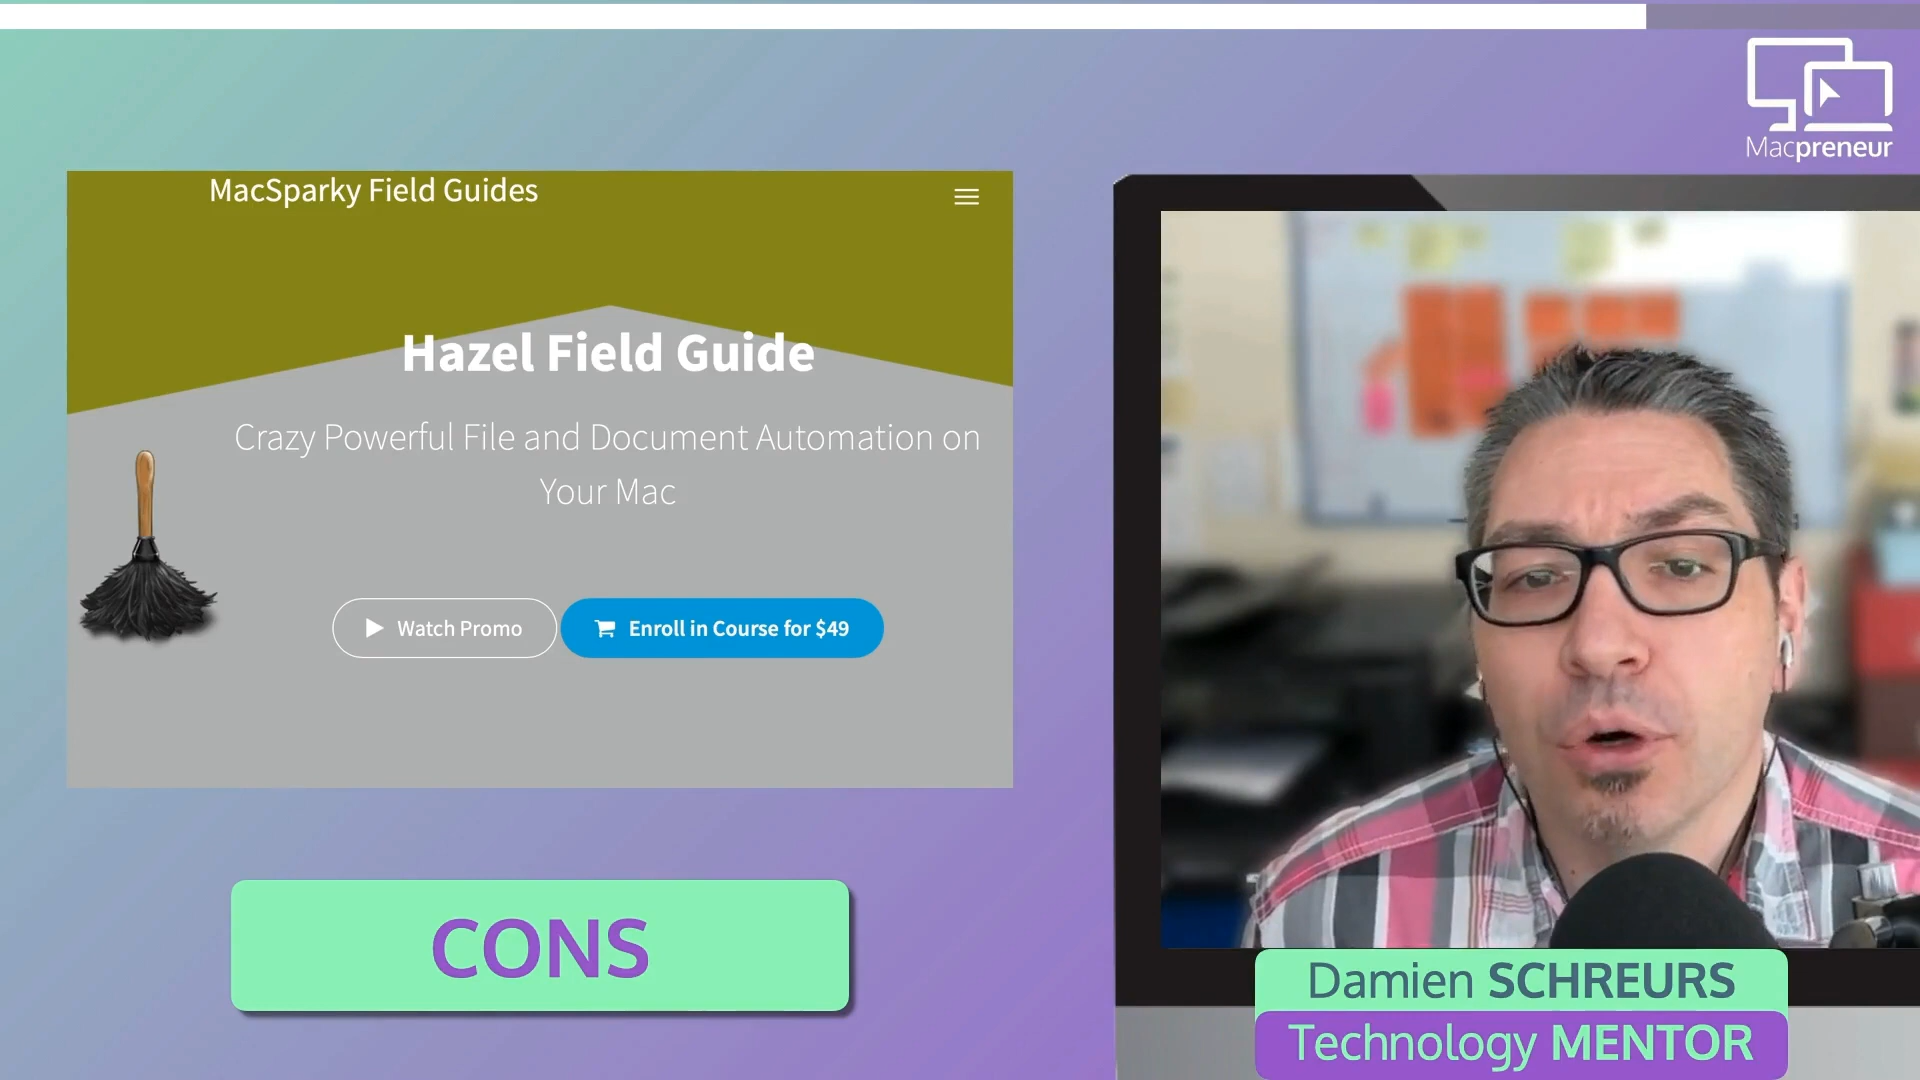 Macpreneur
MacSparky Field Guides
Hazel Field Guide
Crazy Powerful File and Document Automation on
Your Mac
Watch Promo
Enroll in Course for $49
CONS
Damien SCHREURS
Technology MENTOR